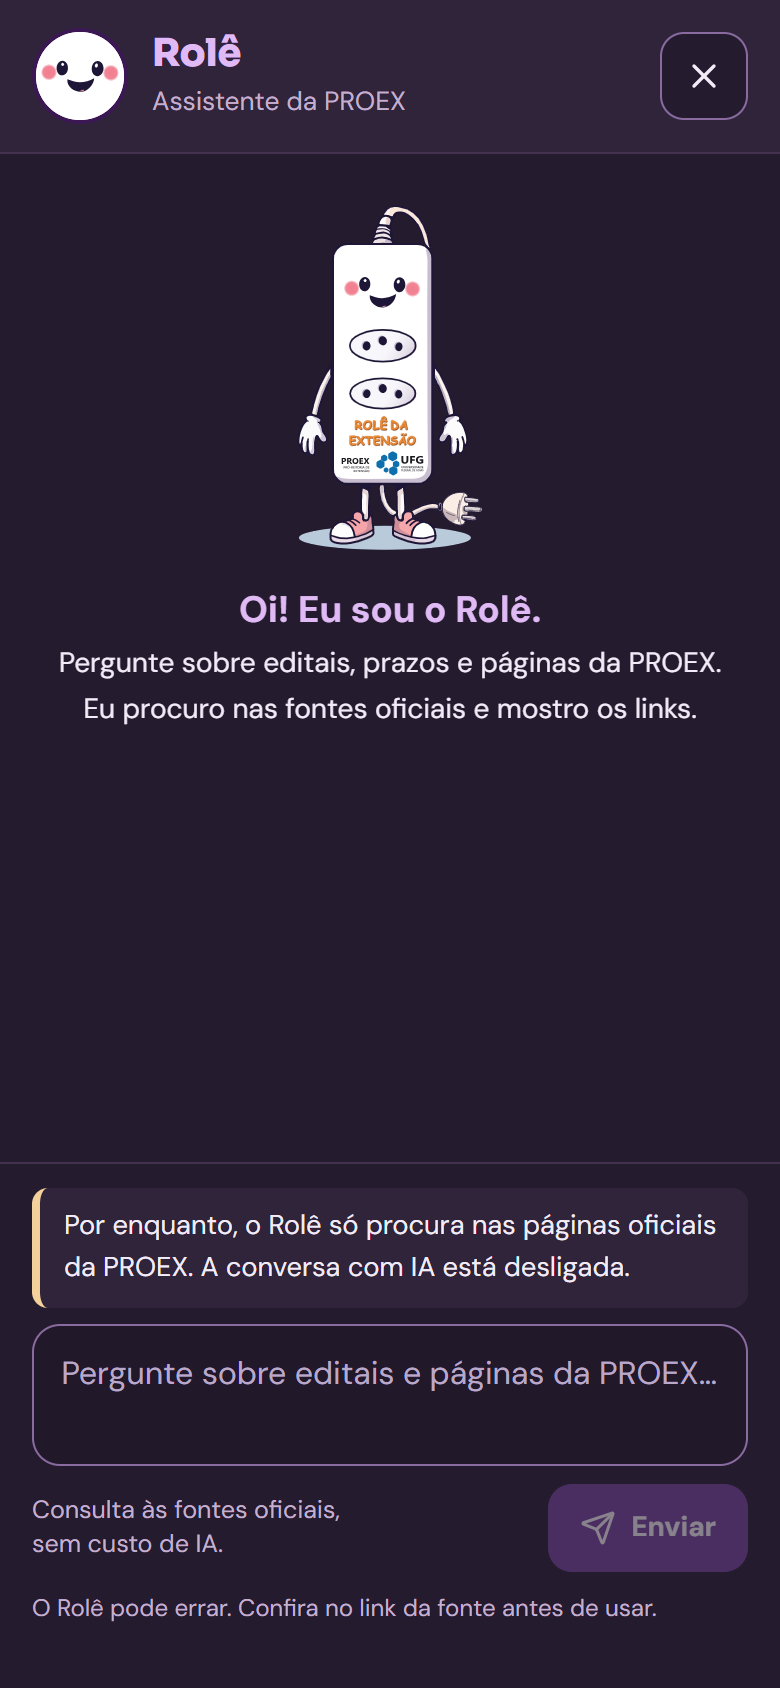 Rolê
Assistente da PROEX
ROLÊ DA
EXTENSÃO
PROEX
UFG
Oi! Eu sou o Rolê.
Pergunte sobre editais, prazos e páginas da PROEX.
Eu procuro nas fontes oficiais e mostro os links.
Por enquanto, o Rolê só procura nas páginas oficiais
da PROEX. A conversa com IA está desligada.
Pergunte sobre editais e páginas da PROEX...
Consulta às fontes oficiais,
sem custo de IA.
Enviar
O Rolê pode errar. Confira no link da fonte antes de usar.